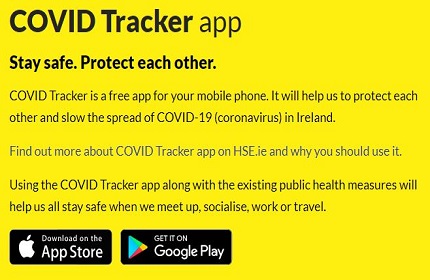 COVID Tracker app
Stay safe. Protect each other.
COVID Tracker is a free app for your mobile phone. It will help us to protect each
other and slow the spread of COVID-19 (coronavirus) in Ireland.
Find out more about COVID Tracker app on HSE.ie and why you should use it.
Using the COVID Tracker app along with the existing public health measures will
help us all stay safe when we meet up, socialise, work or travel.
Download on the
App Store
GET IT ON
Google Play